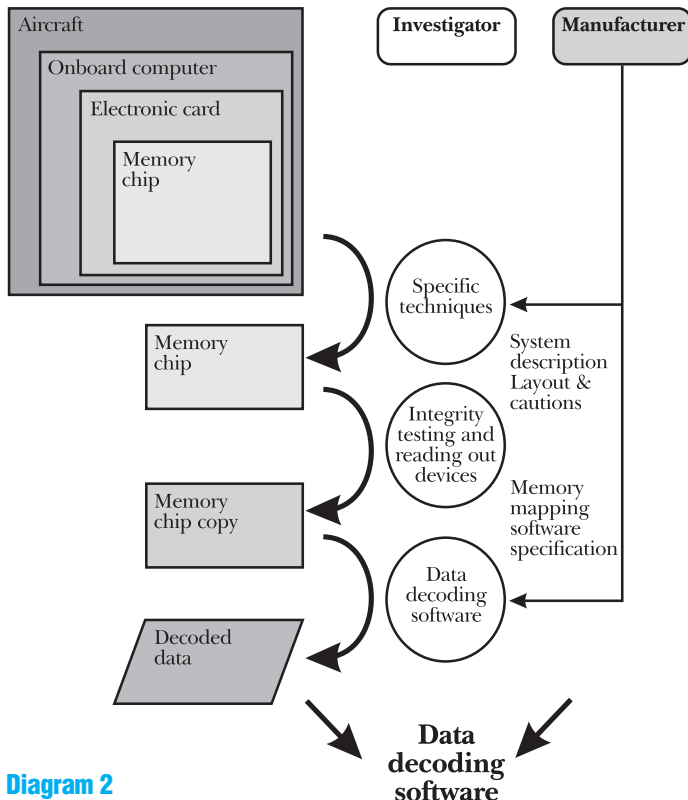 Aircraft
Onboard computer
Electronic card
Memory
chip
Investigator
Manufacturer
Specific
techniques
System
description
Layout &
cautions
Memory
chip
Integrity
testing and
reading out
devices
Memory
mapping
software
specification
Memory
chip copy
Data
decoding
software
Decoded
data
Data
decoding
software
Diagram 2